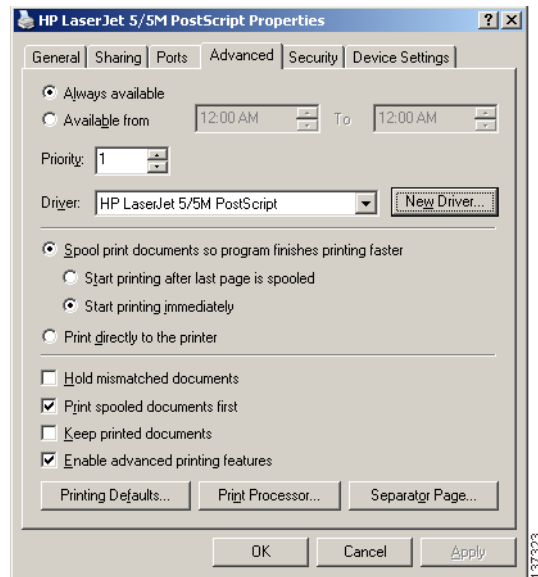 HP LaserJet 5/5M PostScript Properties
General Sharing Ports Advanced Security Device Settings
Always available
Available from 12:00 AM To 12:00 AM
Priority: 1
Driver: HP LaserJet 5/5M PostScript New Driver...
Spool print documents so program finishes printing faster
Start printing after last page is spooled
Start printing immediately
Print directly to the printer
Hold mismatched documents
Print spooled documents first
Keep printed documents
Enable advanced printing features
Printing Defaults... Print Processor... Separator Page...
OK Cancel Apply
137323